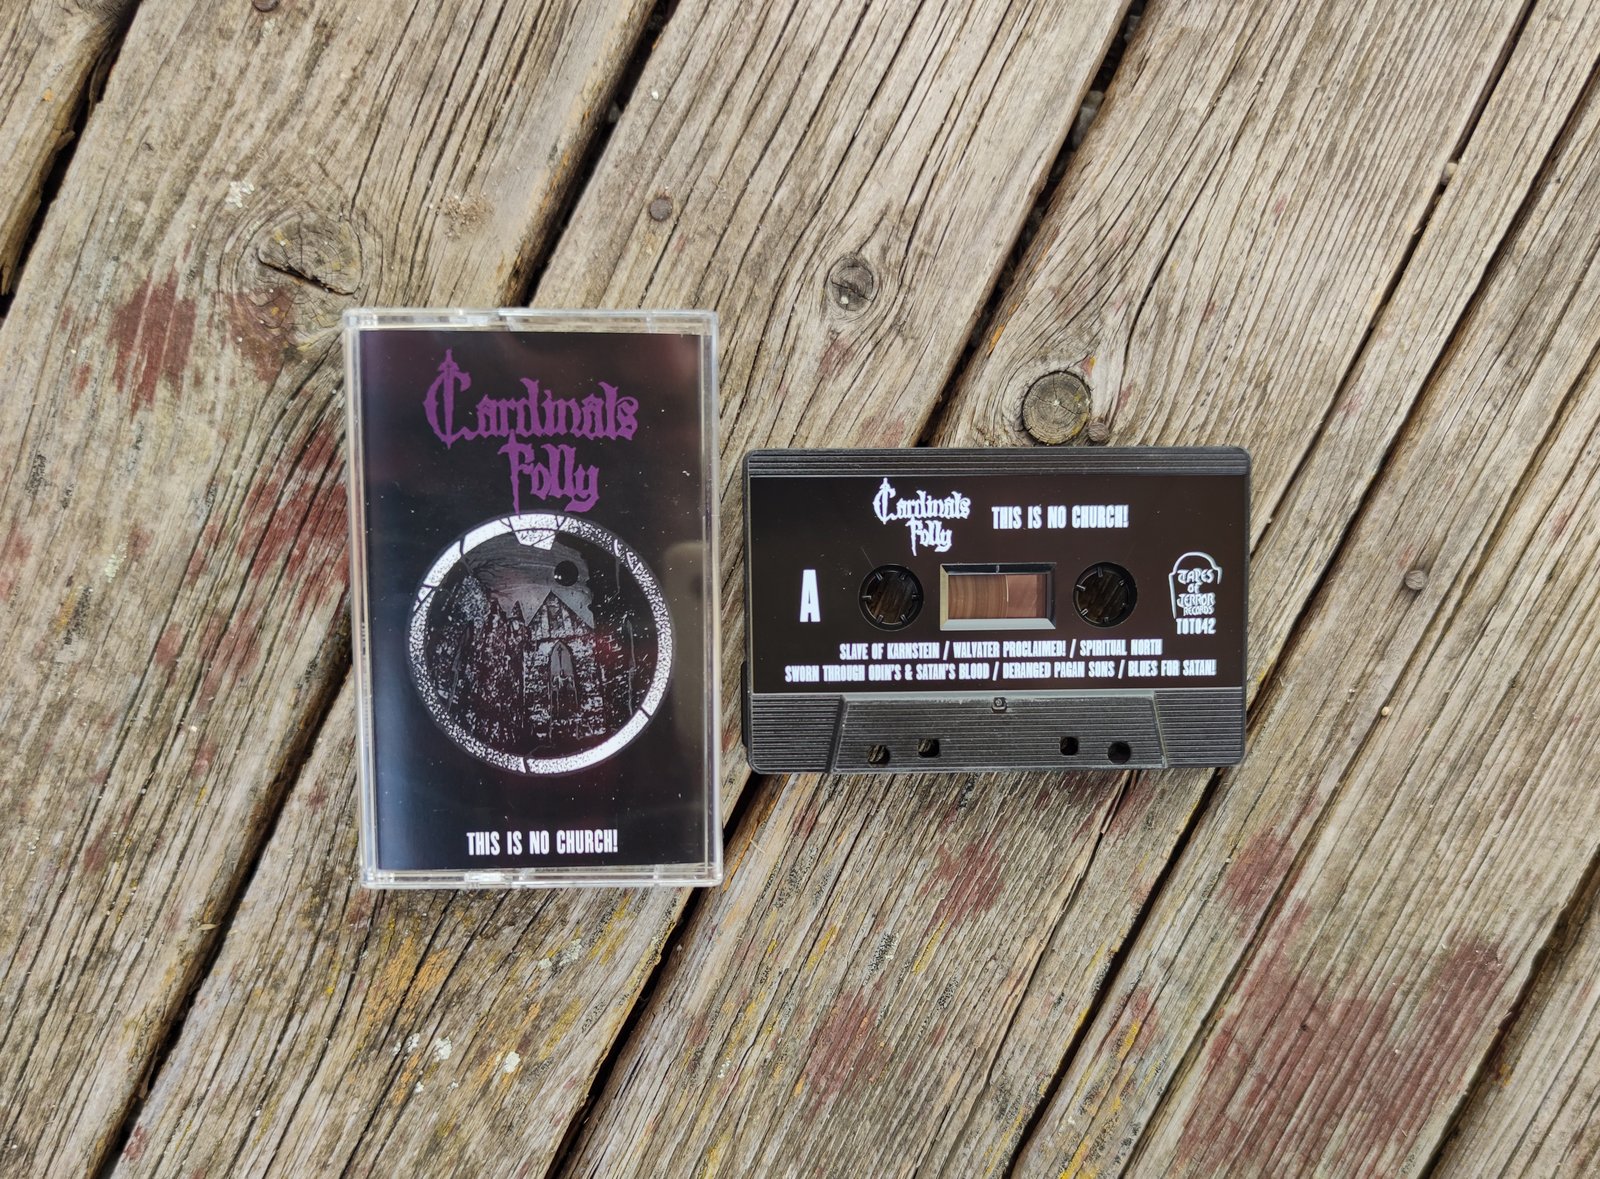 Cardinals
Folly
THIS IS NO CHURCH!
Cardinals
Folly
THIS IS NO CHURCH!
A
TAPES
OF
TERROR
RECORDS
TOT042
SLAVE OF KARNSTEIN / WALVATER PROCLAIMED! / SPIRITUAL NORTH
SWORN THROUGH ODIN'S & SATAN'S BLOOD / DERANGED PAGAN SONS / BLUES FOR SATAN!